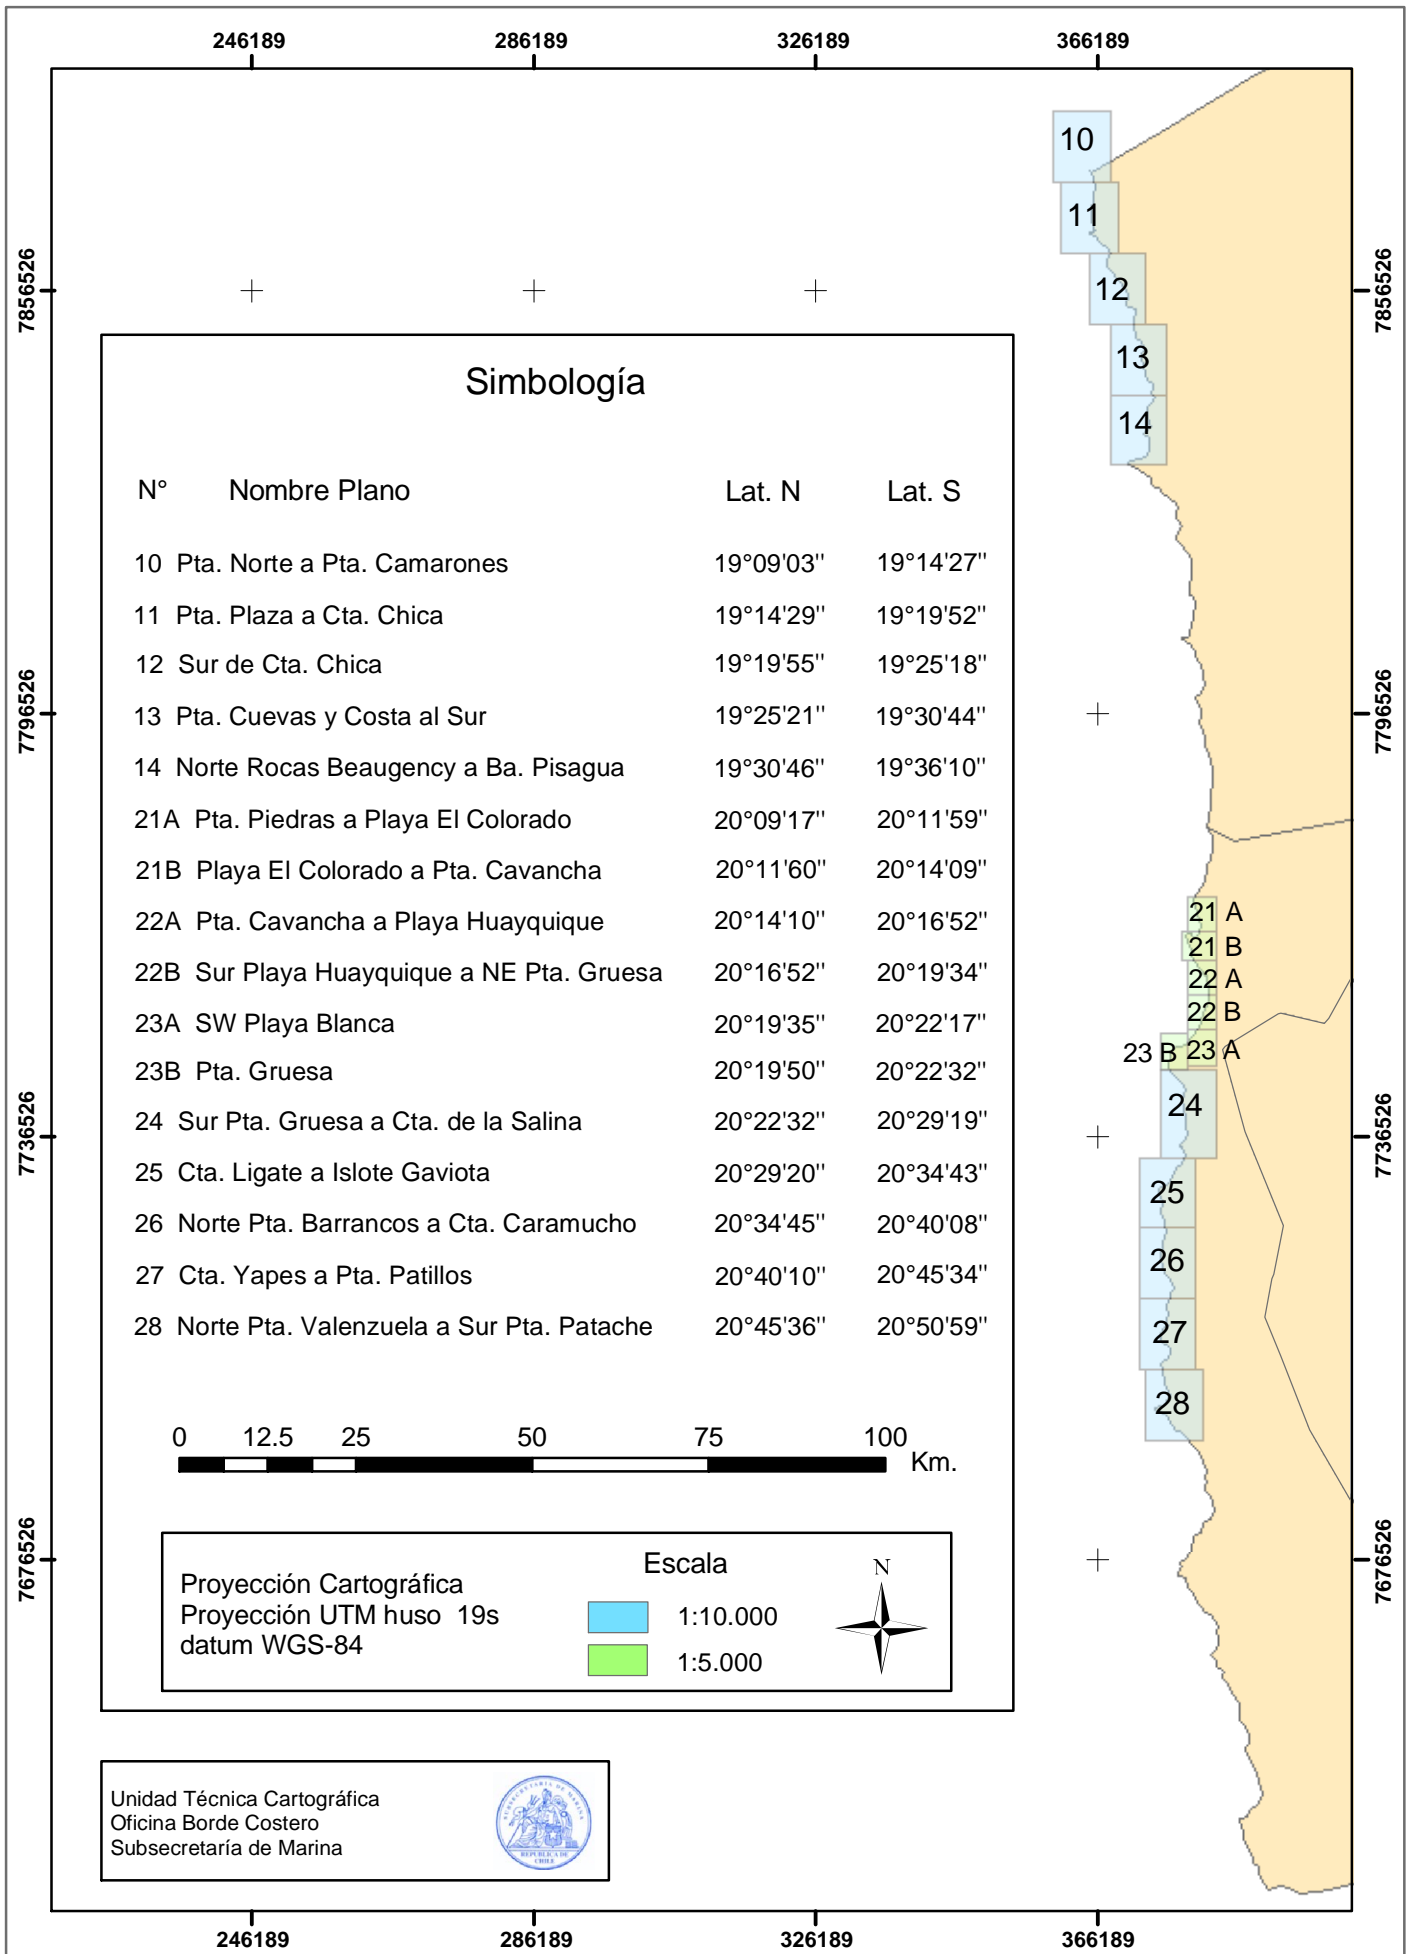 246189 286189 326189 366189
7856526 7856526
10
11
12
13
14
Simbología
N° Nombre Plano Lat. N Lat. S
10 Pta. Norte a Pta. Camarones 19°09'03" 19°14'27"
11 Pta. Plaza a Cta. Chica 19°14'29" 19°19'52"
12 Sur de Cta. Chica 19°19'55" 19°25'18"
13 Pta. Cuevas y Costa al Sur 19°25'21" 19°30'44"
14 Norte Rocas Beaugency a Ba. Pisagua 19°30'46" 19°36'10"
21A Pta. Piedras a Playa El Colorado 20°09'17" 20°11'59"
21B Playa El Colorado a Pta. Cavancha 20°11'60" 20°14'09"
22A Pta. Cavancha a Playa Huayquique 20°14'10" 20°16'52"
22B Sur Playa Huayquique a NE Pta. Gruesa 20°16'52" 20°19'34"
23A SW Playa Blanca 20°19'35" 20°22'17"
23B Pta. Gruesa 20°19'50" 20°22'32"
24 Sur Pta. Gruesa a Cta. de la Salina 20°22'32" 20°29'19"
25 Cta. Ligate a Islote Gaviota 20°29'20" 20°34'43"
26 Norte Pta. Barrancos a Cta. Caramucho 20°34'45" 20°40'08"
27 Cta. Yapes a Pta. Patillos 20°40'10" 20°45'34"
28 Norte Pta. Valenzuela a Sur Pta. Patache 20°45'36" 20°50'59"
7796526 7796526
21 A
21 B
22 A
22 B
23 B 23 A
24
7736526 7736526
25
26
27
28
0 12.5 25 50 75 100
Km.
Proyección Cartográfica
Proyección UTM huso 19s
datum WGS-84
Escala
1:10.000
1:5.000
N
7676526 7676526
Unidad Técnica Cartográfica
Oficina Borde Costero
Subsecretaría de Marina
SUBSECRETARIA DE MARINA
REPUBLICA DE
CHILE
246189 286189 326189 366189